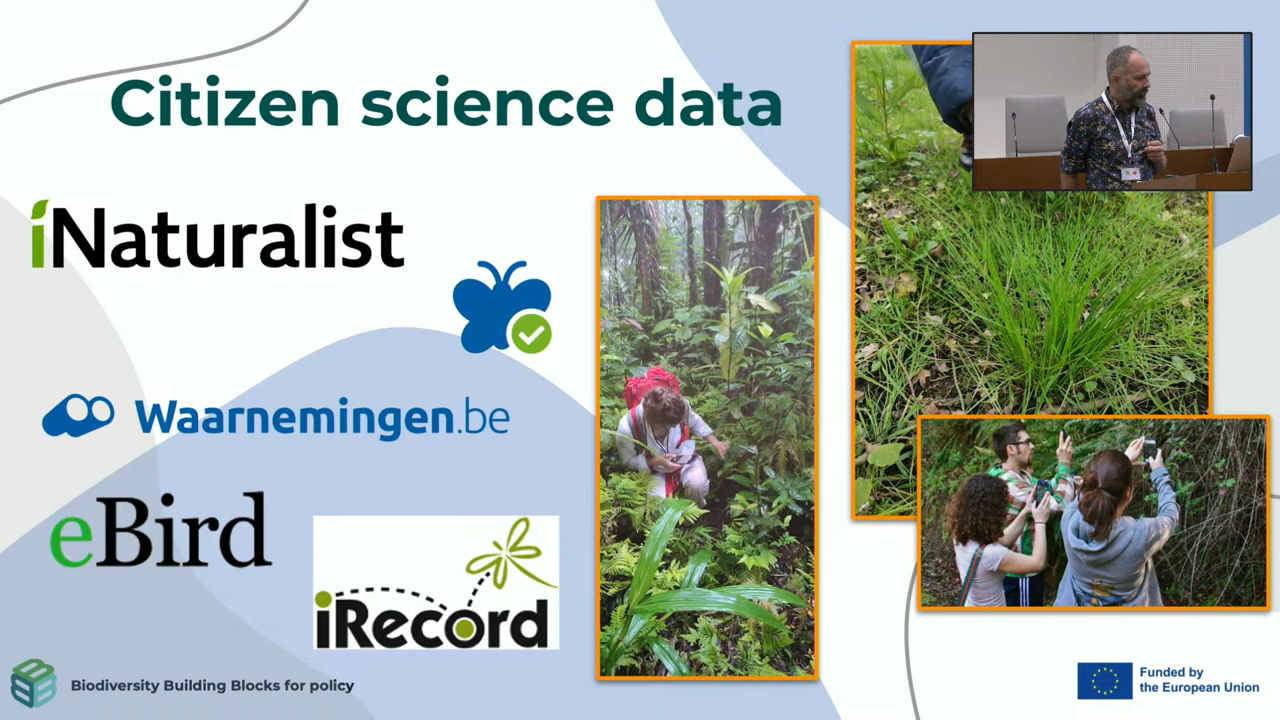 Citizen science data
iNaturalist
Waarnemingen.be
eBird
iRecord
Biodiversity Building Blocks for policy
Funded by
the European Union